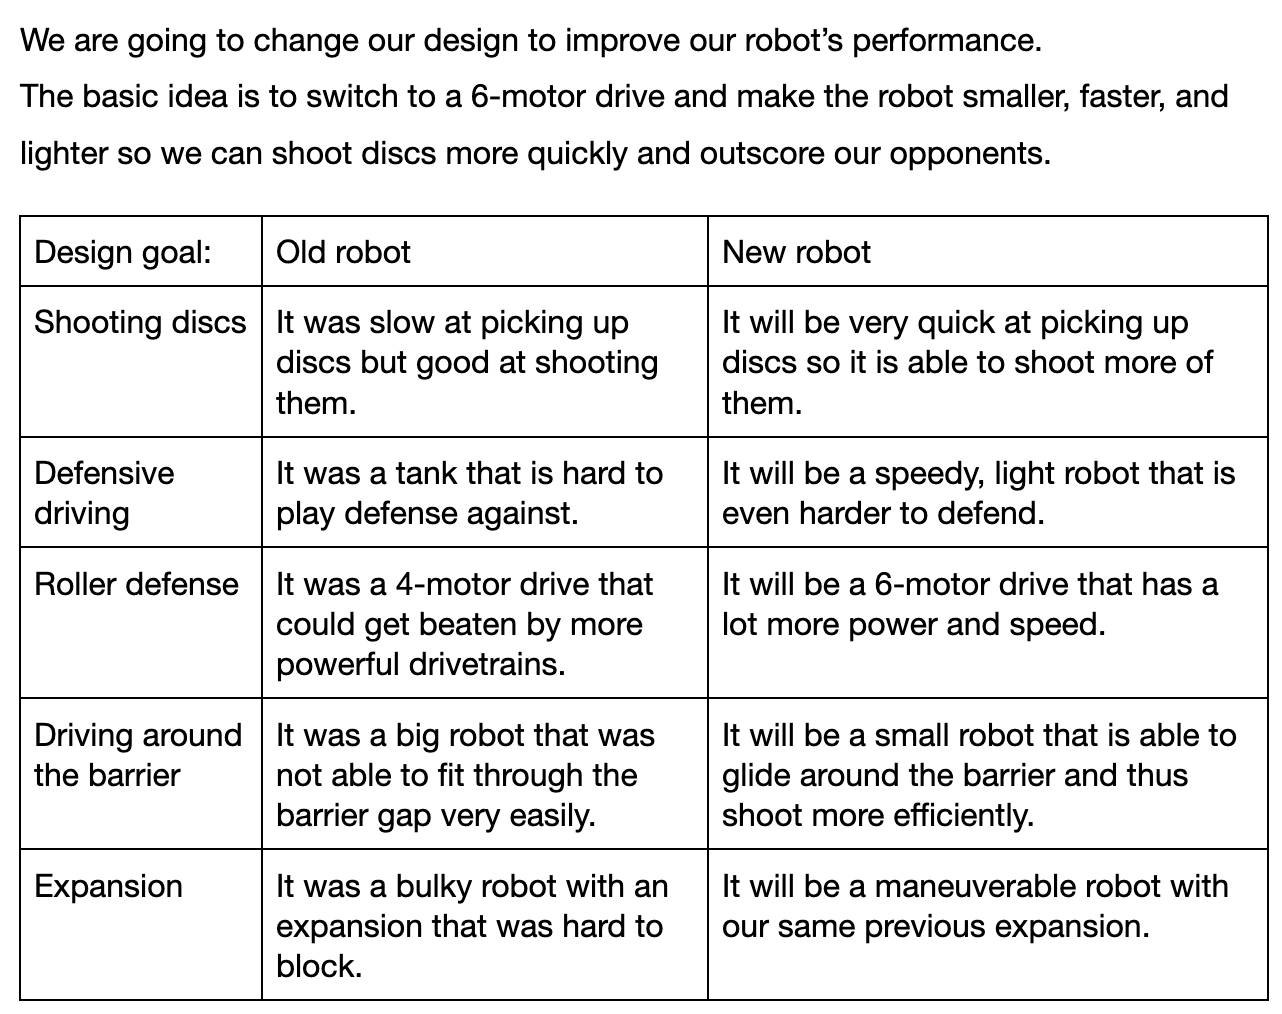 We are going to change our design to improve our robot’s performance.
The basic idea is to switch to a 6-motor drive and make the robot smaller, faster, and
lighter so we can shoot discs more quickly and outscore our opponents.
Design goal:
Old robot
New robot
Shooting discs
It was slow at picking up
discs but good at shooting
them.
It will be very quick at picking up
discs so it is able to shoot more of
them.
Defensive
driving
It was a tank that is hard to
play defense against.
It will be a speedy, light robot that is
even harder to defend.
Roller defense
It was a 4-motor drive that
could get beaten by more
powerful drivetrains.
It will be a 6-motor drive that has a
lot more power and speed.
Driving around
the barrier
It was a big robot that was
not able to fit through the
barrier gap very easily.
It will be a small robot that is able to
glide around the barrier and thus
shoot more efficiently.
Expansion
It was a bulky robot with an
expansion that was hard to
block.
It will be a maneuverable robot with
our same previous expansion.